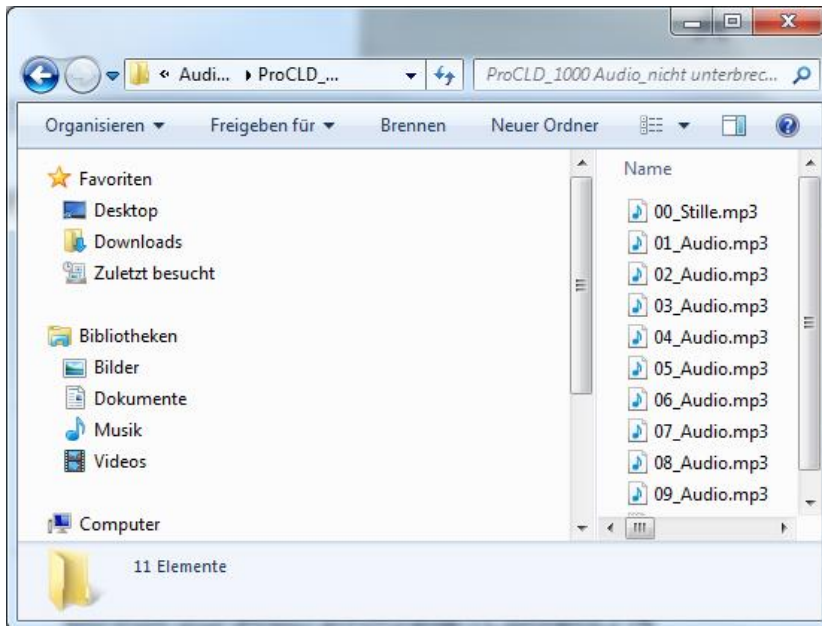 « Audi... ▸ ProCLD_...
ProCLD_1000 Audio_nicht unterbrec...
Organisieren Freigeben für Brennen Neuer Ordner
Favoriten
Desktop
Downloads
Zuletzt besucht
Bibliotheken
Bilder
Dokumente
Musik
Videos
Computer
Name
00_Stille.mp3
01_Audio.mp3
02_Audio.mp3
03_Audio.mp3
04_Audio.mp3
05_Audio.mp3
06_Audio.mp3
07_Audio.mp3
08_Audio.mp3
09_Audio.mp3
11 Elemente